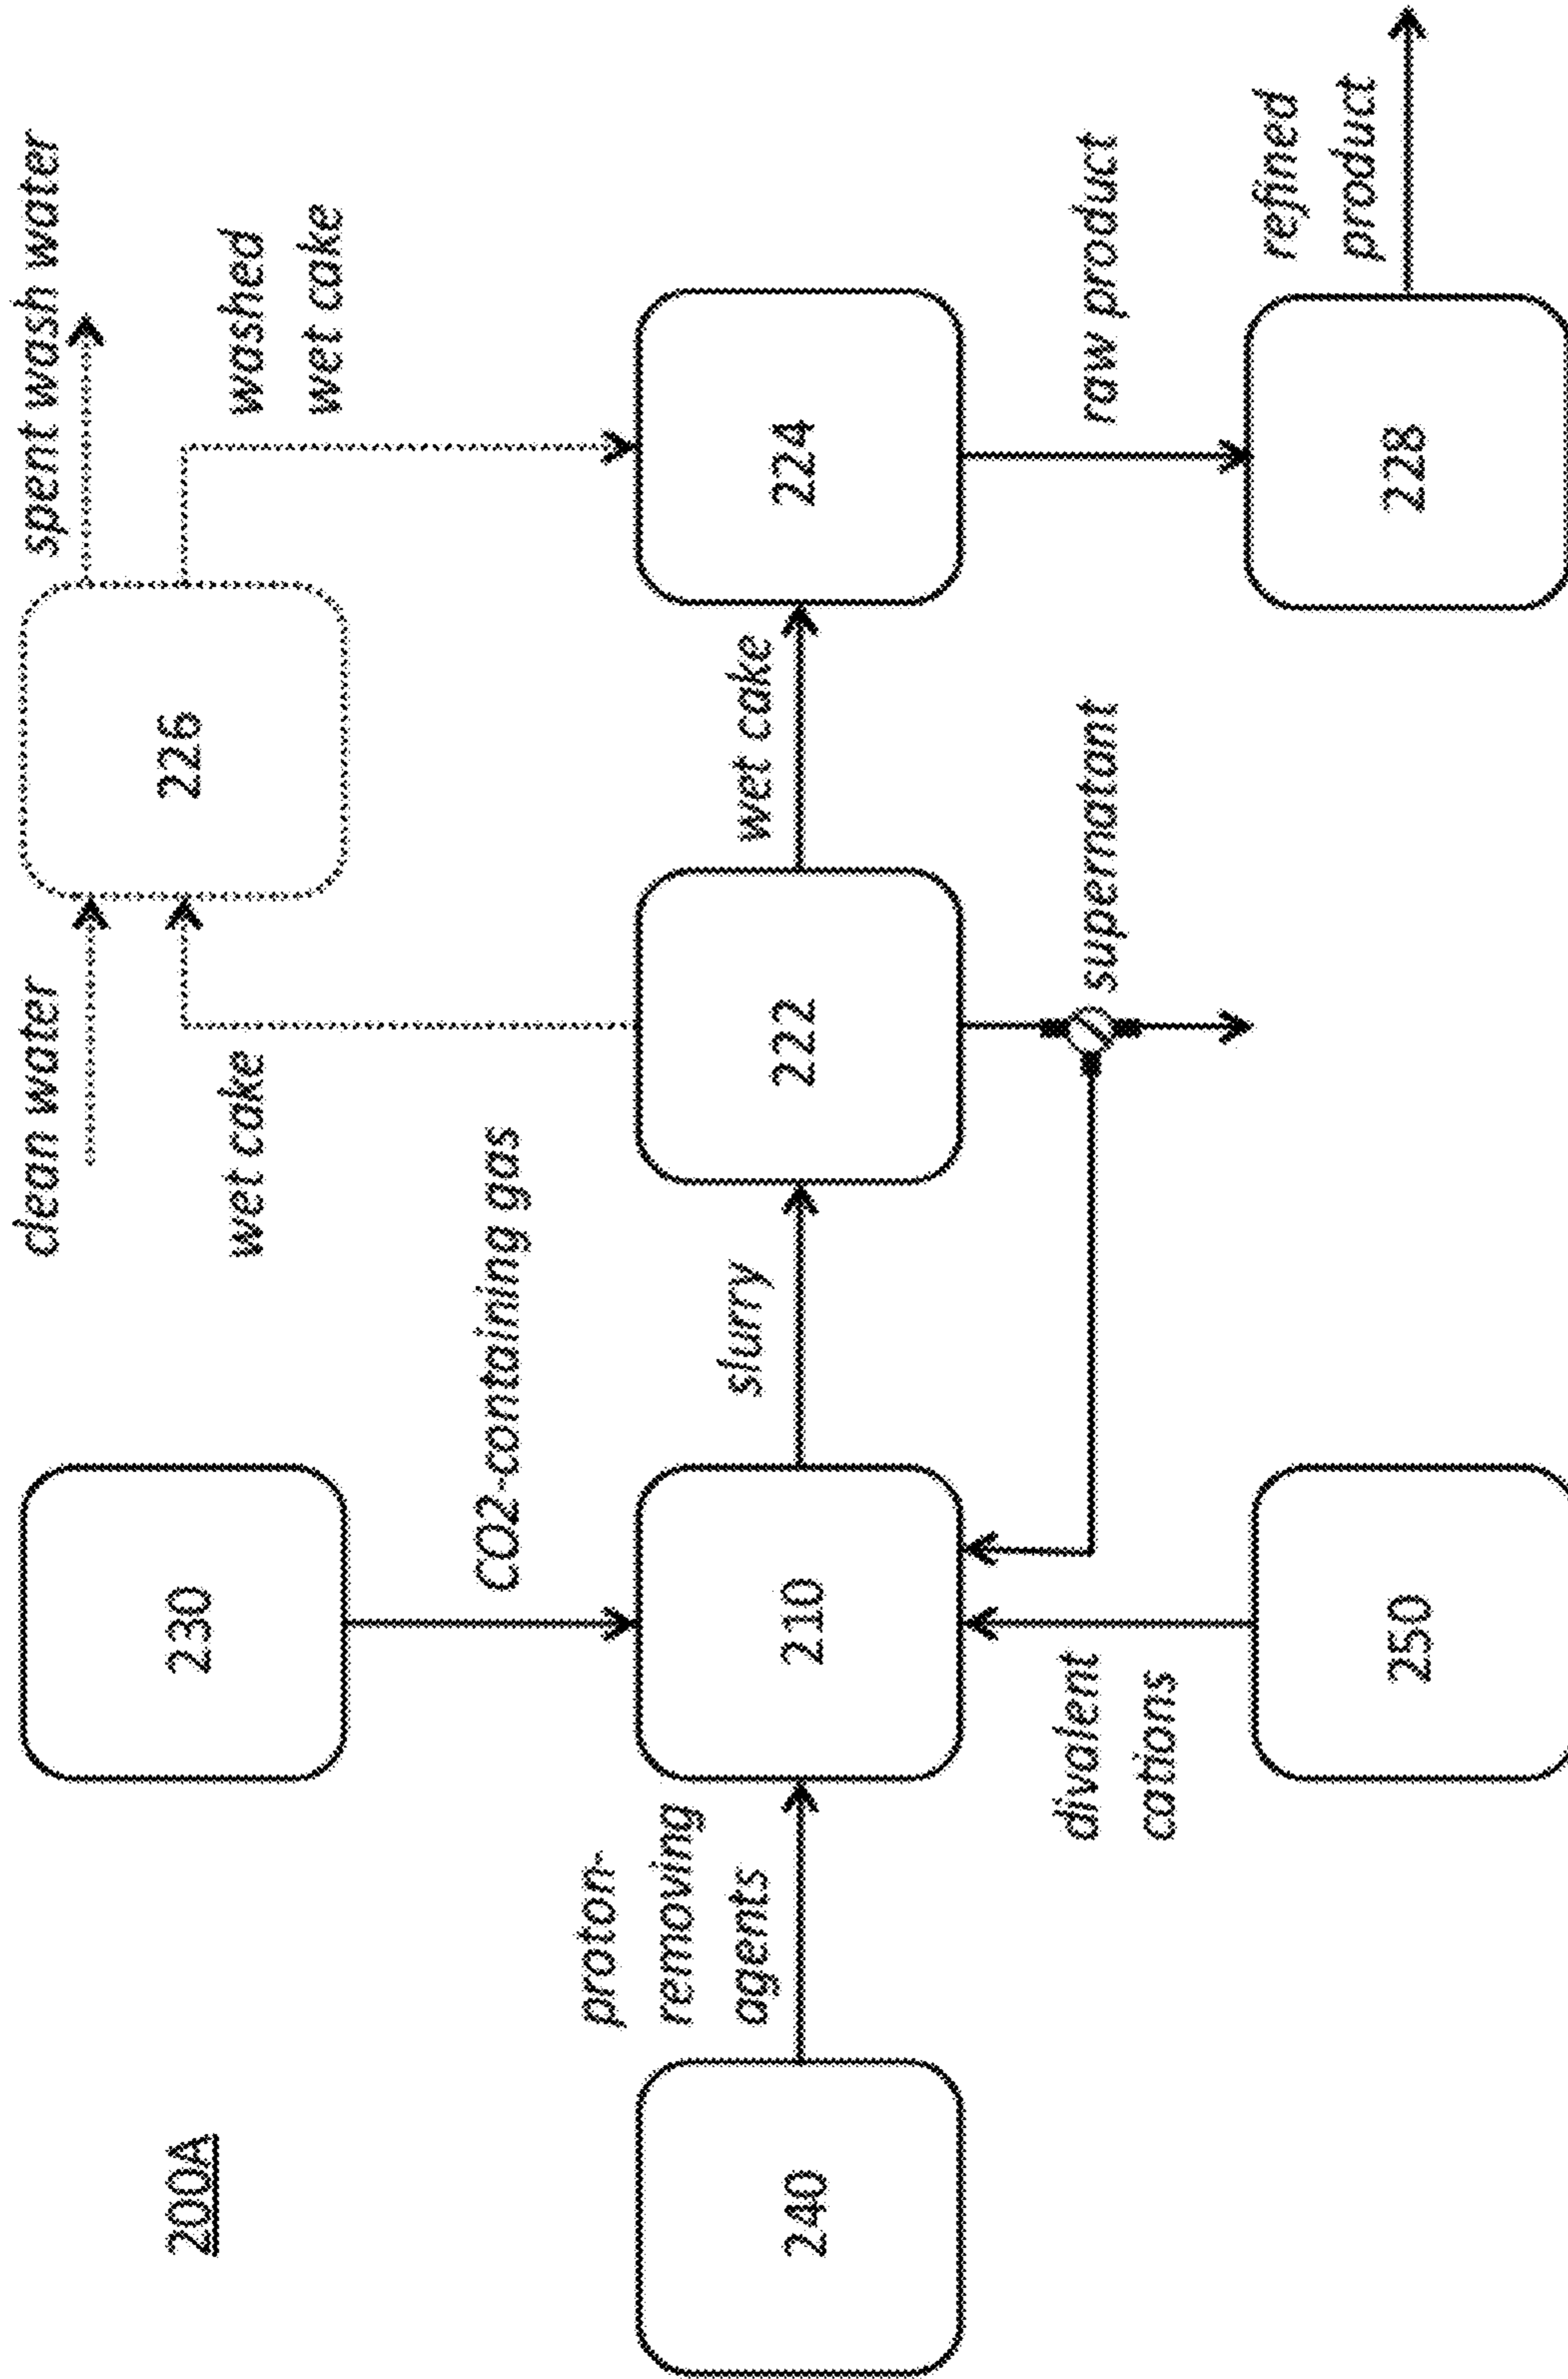 200A
240
proton-
removing
agents
230
CO2-containing gas
210
divalent
cations
250
slurry
222
supernatant
clean water
wet cake
226
spent wash water
washed
wet cake
wet cake
224
raw product
228
refined
product